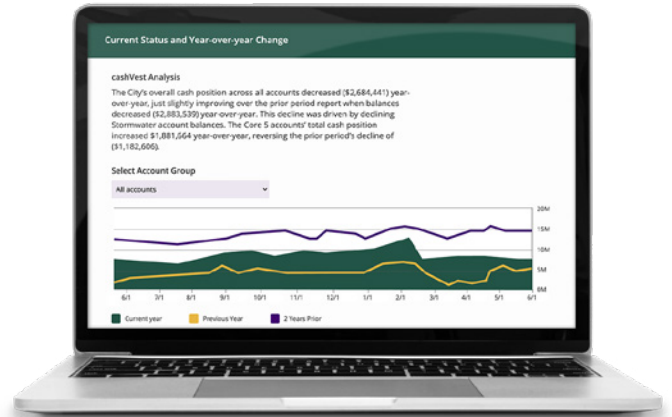 Current Status and Year-over-year Change
cashVest Analysis
The City's overall cash position across all accounts decreased ($2,684,441) year-
over-year, just slightly improving over the prior period report when balances
decreased ($2,883,539) year-over-year. This decline was driven by declining
Stormwater account balances. The Core 5 accounts' total cash position
increased $1,881,664 year-over-year, reversing the prior period's decline of
($1,182,606).
Select Account Group
All accounts
20M
15M
10M
5M
0M
6/1 7/1 8/1 9/1 10/1 11/1 12/1 1/1 2/1 3/1 4/1 5/1 6/1
Current year Previous Year 2 Years Prior